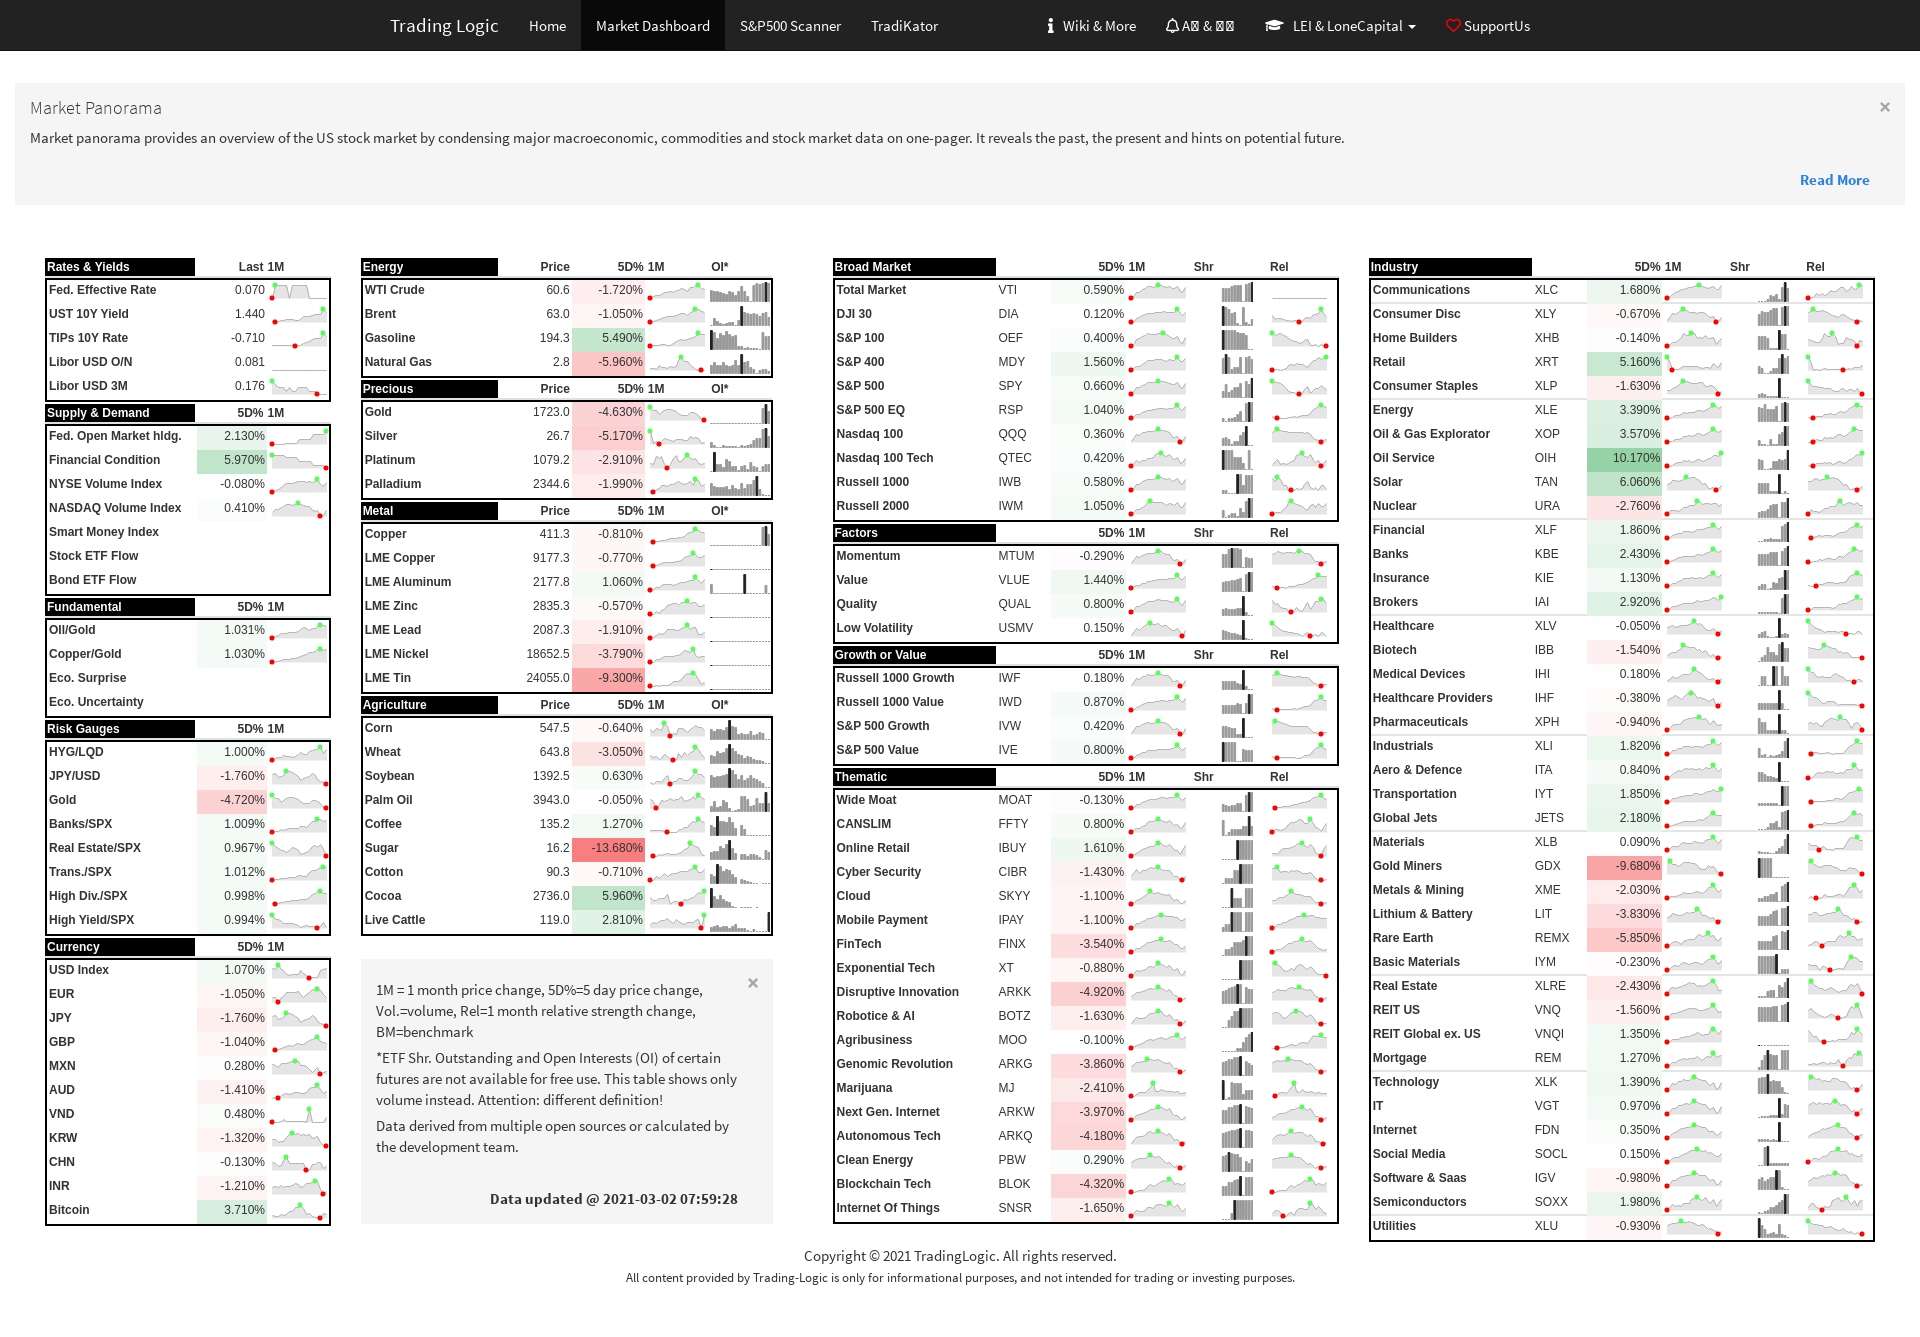 Trading Logic Home Market Dashboard S&P500 Scanner TradiKator Wiki & More LEI & LoneCapital SupportUs
Market Panorama ×
Market panorama provides an overview of the US stock market by condensing major macroeconomic, commodities and stock market data on one-pager. It reveals the past, the present and hints on potential future.
Read More
Rates & Yields Last 1M
Fed. Effective Rate 0.070
UST 10Y Yield 1.440
TIPs 10Y Rate -0.710
Libor USD O/N 0.081
Libor USD 3M 0.176
Supply & Demand 5D% 1M
Fed. Open Market hldg. 2.130%
Financial Condition 5.970%
NYSE Volume Index -0.080%
NASDAQ Volume Index 0.410%
Smart Money Index
Stock ETF Flow
Bond ETF Flow
Fundamental 5D% 1M
OIl/Gold 1.031%
Copper/Gold 1.030%
Eco. Surprise
Eco. Uncertainty
Risk Gauges 5D% 1M
HYG/LQD 1.000%
JPY/USD -1.760%
Gold -4.720%
Banks/SPX 1.009%
Real Estate/SPX 0.967%
Trans./SPX 1.012%
High Div./SPX 0.998%
High Yield/SPX 0.994%
Currency 5D% 1M
USD Index 1.070%
EUR -1.050%
JPY -1.760%
GBP -1.040%
MXN 0.280%
AUD -1.410%
VND 0.480%
KRW -1.320%
CHN -0.130%
INR -1.210%
Bitcoin 3.710%
Energy Price 5D% 1M OI*
WTI Crude 60.6 -1.720%
Brent 63.0 -1.050%
Gasoline 194.3 5.490%
Natural Gas 2.8 -5.960%
Precious Price 5D% 1M OI*
Gold 1723.0 -4.630%
Silver 26.7 -5.170%
Platinum 1079.2 -2.910%
Palladium 2344.6 -1.990%
Metal Price 5D% 1M OI*
Copper 411.3 -0.810%
LME Copper 9177.3 -0.770%
LME Aluminum 2177.8 1.060%
LME Zinc 2835.3 -0.570%
LME Lead 2087.3 -1.910%
LME Nickel 18652.5 -3.790%
LME Tin 24055.0 -9.300%
Agriculture Price 5D% 1M OI*
Corn 547.5 -0.640%
Wheat 643.8 -3.050%
Soybean 1392.5 0.630%
Palm Oil 3943.0 -0.050%
Coffee 135.2 1.270%
Sugar 16.2 -13.680%
Cotton 90.3 -0.710%
Cocoa 2736.0 5.960%
Live Cattle 119.0 2.810%
×
1M = 1 month price change, 5D%=5 day price change,
Vol.=volume, Rel=1 month relative strength change,
BM=benchmark
*ETF Shr. Outstanding and Open Interests (OI) of certain
futures are not available for free use. This table shows only
volume instead. Attention: different definition!
Data derived from multiple open sources or calculated by
the development team.
Data updated @ 2021-03-02 07:59:28
Broad Market 5D% 1M Shr Rel
Total Market VTI 0.590%
DJI 30 DIA 0.120%
S&P 100 OEF 0.400%
S&P 400 MDY 1.560%
S&P 500 SPY 0.660%
S&P 500 EQ RSP 1.040%
Nasdaq 100 QQQ 0.360%
Nasdaq 100 Tech QTEC 0.420%
Russell 1000 IWB 0.580%
Russell 2000 IWM 1.050%
Factors 5D% 1M Shr Rel
Momentum MTUM -0.290%
Value VLUE 1.440%
Quality QUAL 0.800%
Low Volatility USMV 0.150%
Growth or Value 5D% 1M Shr Rel
Russell 1000 Growth IWF 0.180%
Russell 1000 Value IWD 0.870%
S&P 500 Growth IVW 0.420%
S&P 500 Value IVE 0.800%
Thematic 5D% 1M Shr Rel
Wide Moat MOAT -0.130%
CANSLIM FFTY 0.800%
Online Retail IBUY 1.610%
Cyber Security CIBR -1.430%
Cloud SKYY -1.100%
Mobile Payment IPAY -1.100%
FinTech FINX -3.540%
Exponential Tech XT -0.880%
Disruptive Innovation ARKK -4.920%
Robotic & AI BOTZ -1.630%
Agribusiness MOO -0.100%
Genomic Revolution ARKG -3.860%
Marijuana MJ -2.410%
Next Gen. Internet ARKW -3.970%
Autonomous Tech ARKQ -4.180%
Clean Energy PBW 0.290%
Blockchain Tech BLOK -4.320%
Internet Of Things SNSR -1.650%
Industry 5D% 1M Shr Rel
Communications XLC 1.680%
Consumer Disc XLY -0.670%
Home Builders XHB -0.140%
Retail XRT 5.160%
Consumer Staples XLP -1.630%
Energy XLE 3.390%
Oil & Gas Explorator XOP 3.570%
Oil Service OIH 10.170%
Solar TAN 6.060%
Nuclear URA -2.760%
Financial XLF 1.860%
Banks KBE 2.430%
Insurance KIE 1.130%
Brokers IAI 2.920%
Healthcare XLV -0.050%
Biotech IBB -1.540%
Medical Devices IHI 0.180%
Healthcare Providers IHF -0.380%
Pharmaceuticals XPH -0.940%
Industrials XLI 1.820%
Aero & Defence ITA 0.840%
Transportation IYT 1.850%
Global Jets JETS 2.180%
Materials XLB 0.090%
Gold Miners GDX -9.680%
Metals & Mining XME -2.030%
Lithium & Battery LIT -3.830%
Rare Earth REMX -5.850%
Basic Materials IYM -0.230%
Real Estate XLRE -2.430%
REIT US VNQ -1.560%
REIT Global ex. US VNQI 1.350%
Mortgage REM 1.270%
Technology XLK 1.390%
IT VGT 0.970%
Internet FDN 0.350%
Social Media SOCL 0.150%
Software & Saas IGV -0.980%
Semiconductors SOXX 1.980%
Utilities XLU -0.930%
Copyright © 2021 TradingLogic. All rights reserved.
All content provided by Trading-Logic is only for informational purposes, and not intended for trading or investing purposes.